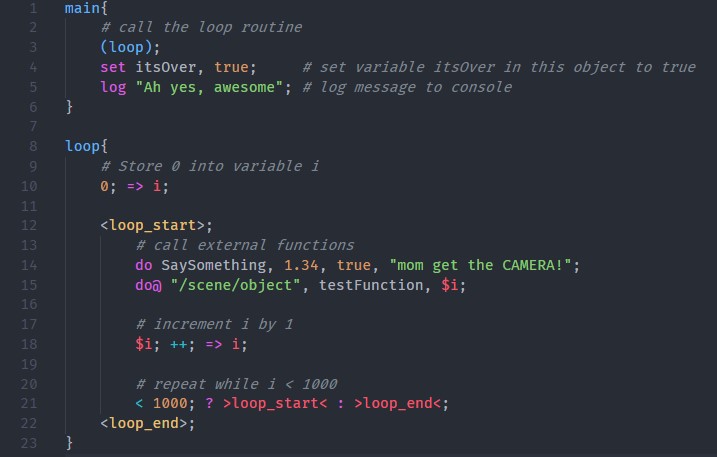 1 main{
2 # call the loop routine
3 (loop);
4 set itsOver, true; # set variable itsOver in this object to true
5 log "Ah yes, awesome"; # log message to console
6 }
7
8 loop{
9 # Store 0 into variable i
10 0; => i;
11
12 <loop_start>;
13 # call external functions
14 do SaySomething, 1.34, true, "mom get the CAMERA!";
15 do@ "/scene/object", testFunction, $i;
16
17 # increment i by 1
18 $i; ++; => i;
19
20 # repeat while i < 1000
21 < 1000; ? >loop_start< : >loop_end<;
22 <loop_end>;
23 }